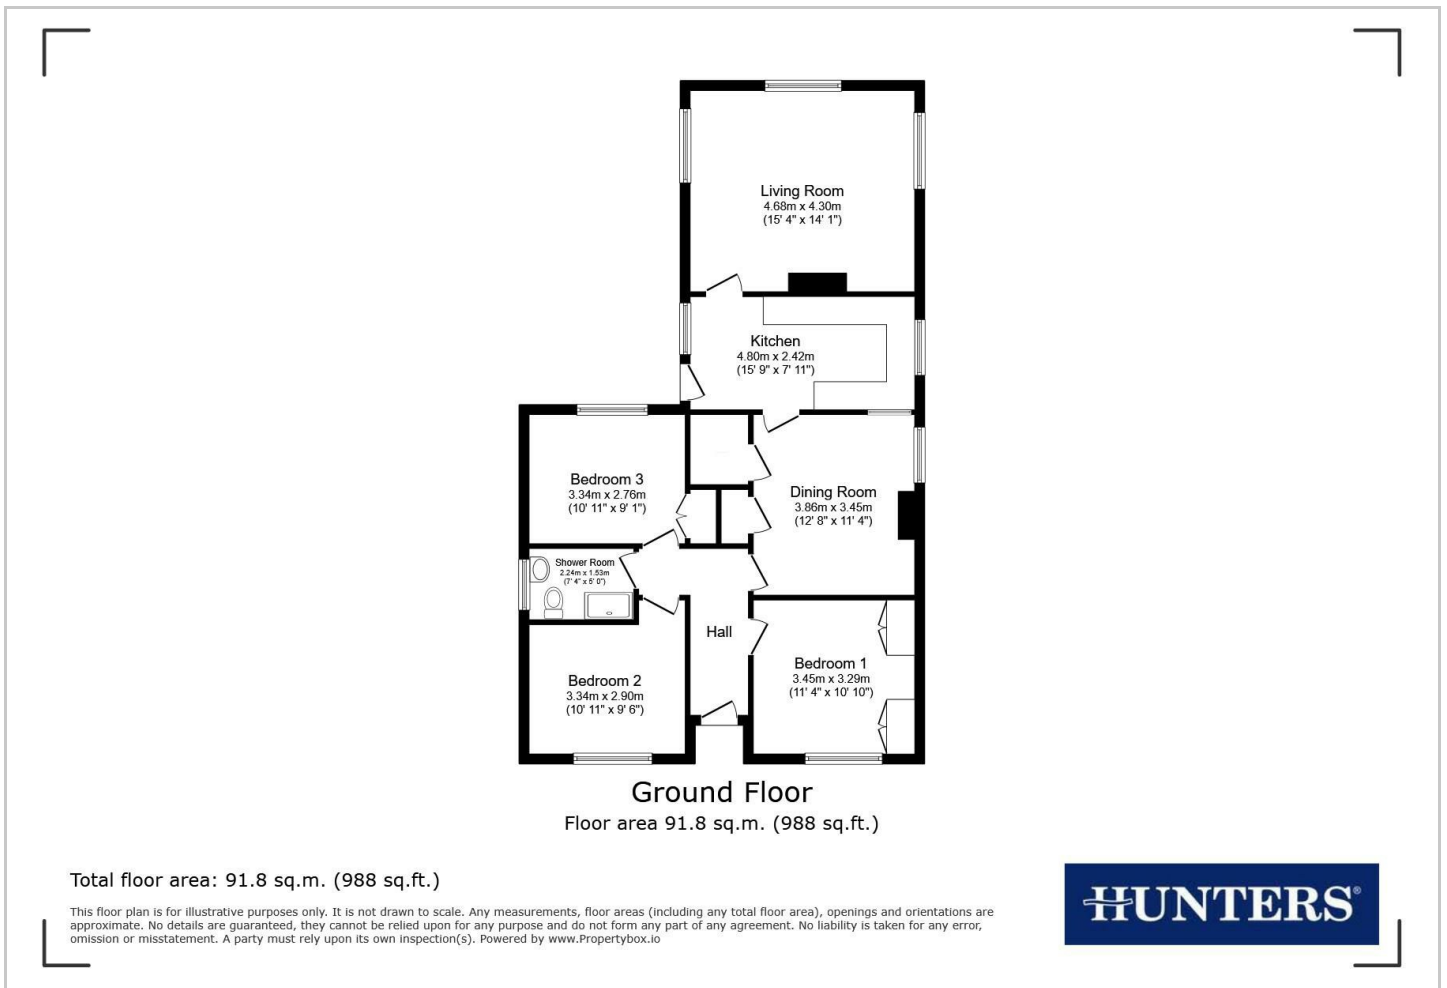 Living Room
4.68m x 4.30m
(15' 4" x 14' 1")
Kitchen
4.80m x 2.42m
(15' 9" x 7' 11")
Bedroom 3
3.34m x 2.76m
(10' 11" x 9' 1")
Dining Room
3.86m x 3.45m
(12' 8" x 11' 4")
Shower Room
2.24m x 1.53m
(7' 4" x 5' 0")
Hall
Bedroom 1
3.45m x 3.29m
(11' 4" x 10' 10")
Bedroom 2
3.34m x 2.90m
(10' 11" x 9' 6")
Ground Floor
Floor area 91.8 sq.m. (988 sq.ft.)
Total floor area: 91.8 sq.m. (988 sq.ft.)
This floor plan is for illustrative purposes only. It is not drawn to scale. Any measurements, floor areas (including any total floor area), openings and orientations are
approximate. No details are guaranteed, they cannot be relied upon for any purpose and do not form any part of any agreement. No liability is taken for any error,
omission or misstatement. A party must rely upon its own inspection(s). Powered by www.Propertybox.io
HUNTERS®